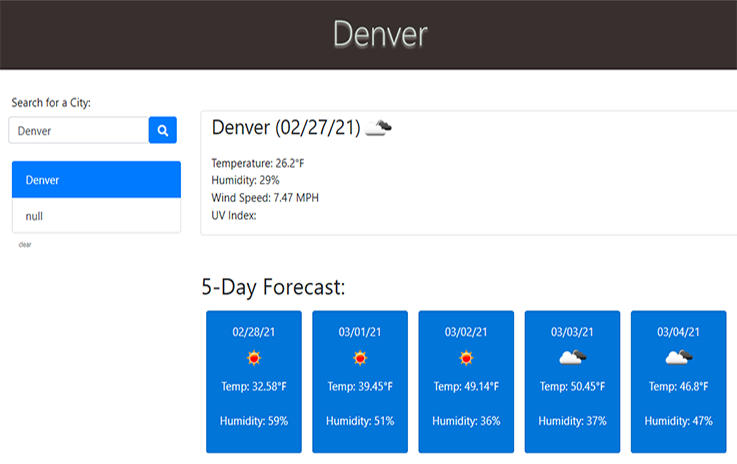 Denver
Search for a City:
Denver
Denver
null
clear
Denver (02/27/21)
Temperature: 26.2°F
Humidity: 29%
Wind Speed: 7.47 MPH
UV Index:
5-Day Forecast:
02/28/21
Temp: 32.58°F
Humidity: 59%
03/01/21
Temp: 39.45°F
Humidity: 51%
03/02/21
Temp: 49.14°F
Humidity: 36%
03/03/21
Temp: 50.45°F
Humidity: 37%
03/04/21
Temp: 46.8°F
Humidity: 47%